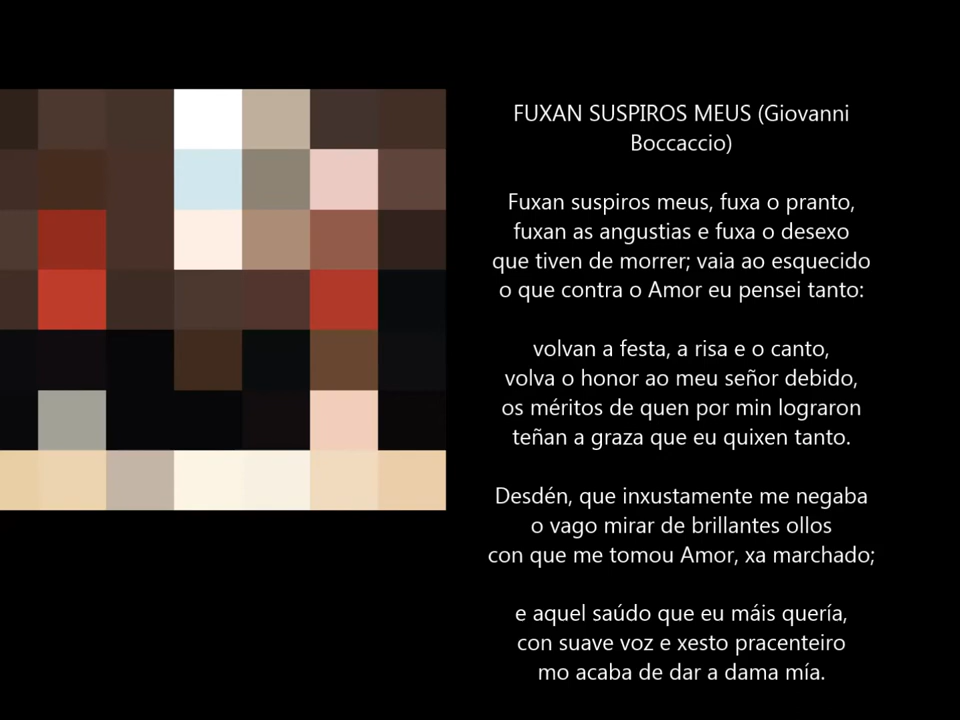 FUXAN SUSPIROS MEUS (Giovanni
Boccaccio)
Fuxan suspiros meus, fuxa o pranto,
fuxan as angustias e fuxa o desexo
que tiven de morrer; vaia ao esquecido
o que contra o Amor eu pensei tanto:
volvan a festa, a risa e o canto,
volva o honor ao meu señor debido,
os méritos de quen por min lograron
teñan a graza que eu quixen tanto.
Desdén, que inxustamente me negaba
o vago mirar de brillantes ollos
con que me tomou Amor, xa marchado;
e aquel saúdo que eu máis quería,
con suave voz e xesto pracenteiro
mo acaba de dar a dama mía.